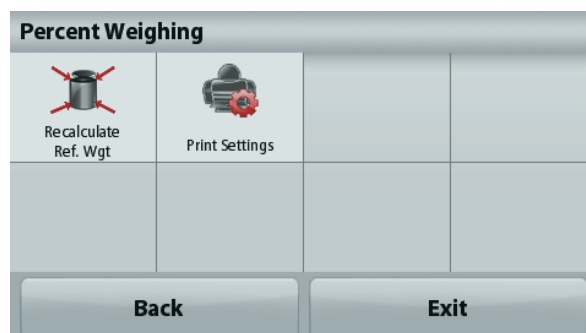 Percent Weighing
Recalculate
Ref. Wgt
Print Settings
Back
Exit